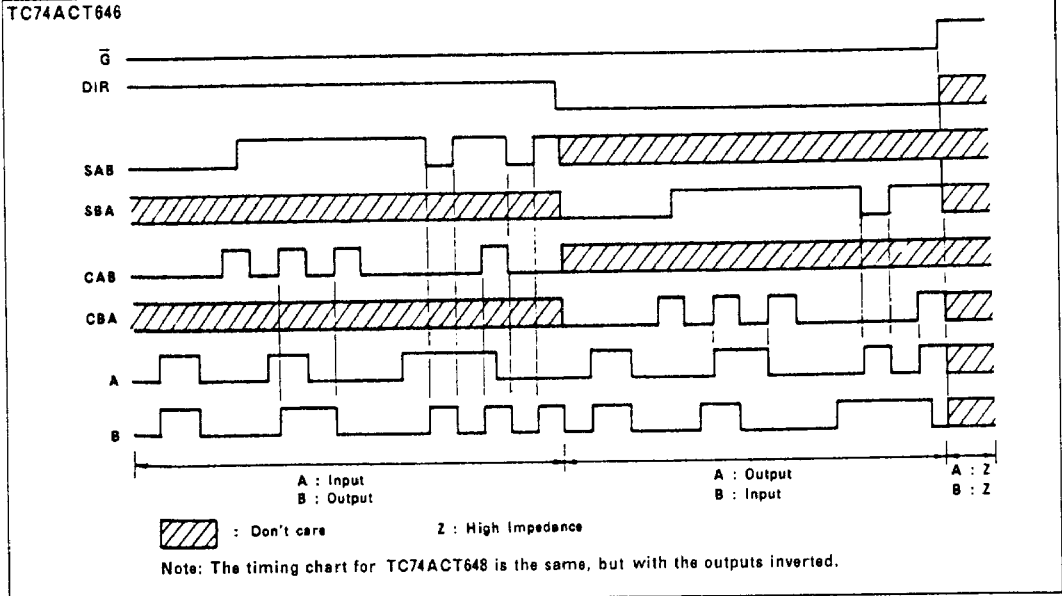 TC74ACT646
G̅
DIR
SAB
SBA
CAB
CBA
A
B
A : Input
B : Output
A : Output
B : Input
A : Z
B : Z
: Don't care
Z : High Impedance
Note: The timing chart for TC74ACT648 is the same, but with the outputs inverted.